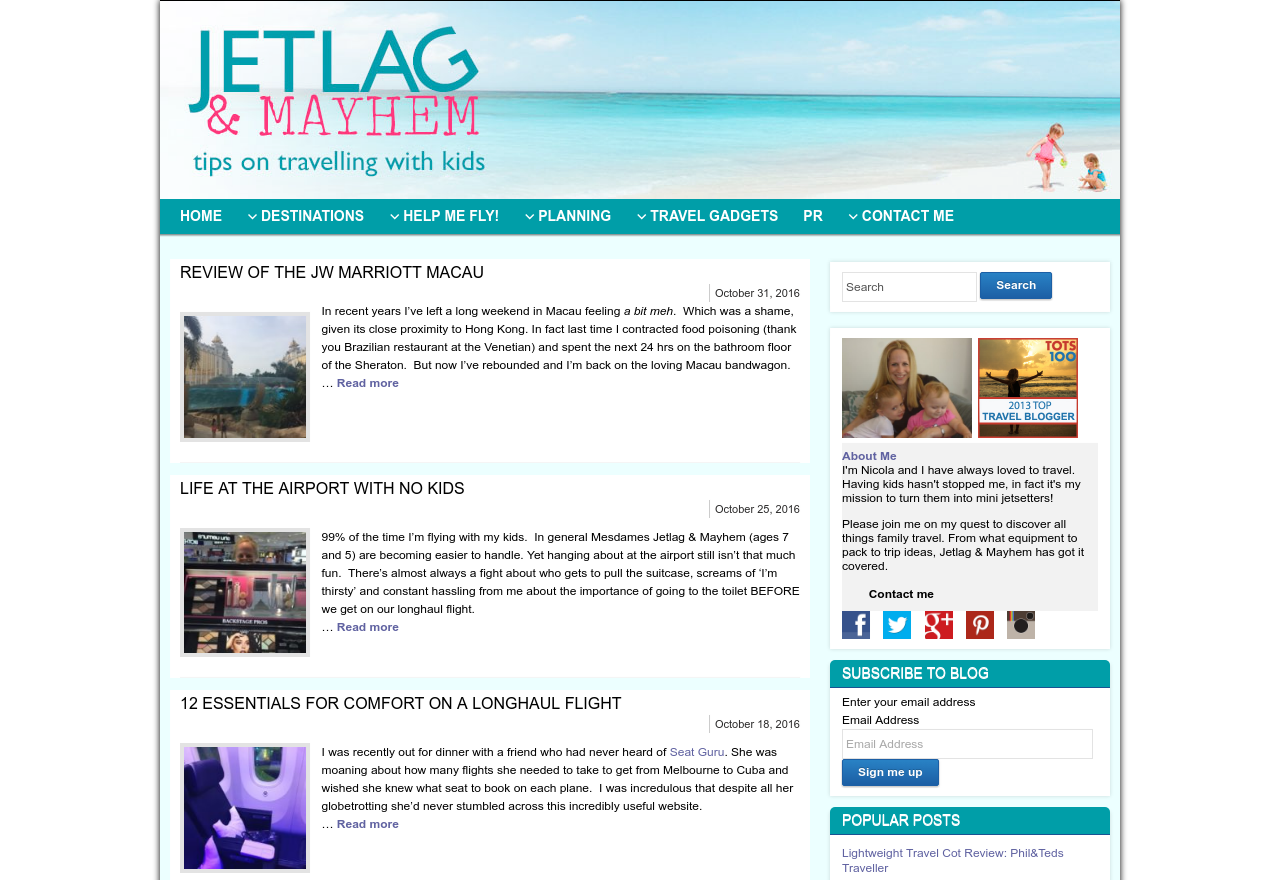 JETLAG
& MAYHEM
tips on travelling with kids
HOME DESTINATIONS HELP ME FLY! PLANNING TRAVEL GADGETS PR CONTACT ME
REVIEW OF THE JW MARRIOTT MACAU
October 31, 2016
In recent years I’ve left a long weekend in Macau feeling a bit meh.  Which was a shame,
given its close proximity to Hong Kong. In fact last time I contracted food poisoning (thank
you Brazilian restaurant at the Venetian) and spent the next 24 hrs on the bathroom floor
of the Sheraton.  But now I’ve rebounded and I’m back on the loving Macau bandwagon.
… Read more
LIFE AT THE AIRPORT WITH NO KIDS
October 25, 2016
BACKSTAGE PROS
99% of the time I’m flying with my kids.  In general Mesdames Jetlag & Mayhem (ages 7
and 5) are becoming easier to handle. Yet hanging about at the airport still isn’t that much
fun.  There’s almost always a fight about who gets to pull the suitcase, screams of ‘I’m
thirsty’ and constant hassling from me about the importance of going to the toilet BEFORE
we get on our longhaul flight.
… Read more
12 ESSENTIALS FOR COMFORT ON A LONGHAUL FLIGHT
October 18, 2016
I was recently out for dinner with a friend who had never heard of Seat Guru. She was
moaning about how many flights she needed to take to get from Melbourne to Cuba and
wished she knew what seat to book on each plane.  I was incredulous that despite all her
globetrotting she’d never stumbled across this incredibly useful website.
… Read more
Search Search
TOTS
100
2013 TOP
TRAVEL BLOGGER
About Me
I'm Nicola and I have always loved to travel.
Having kids hasn't stopped me, in fact it's my
mission to turn them into mini jetsetters!
Please join me on my quest to discover all
things family travel. From what equipment to
pack to trip ideas, Jetlag & Mayhem has got it
covered.
Contact me
SUBSCRIBE TO BLOG
Enter your email address
Email Address
Email Address
Sign me up
POPULAR POSTS
Lightweight Travel Cot Review: Phil&Teds
Traveller